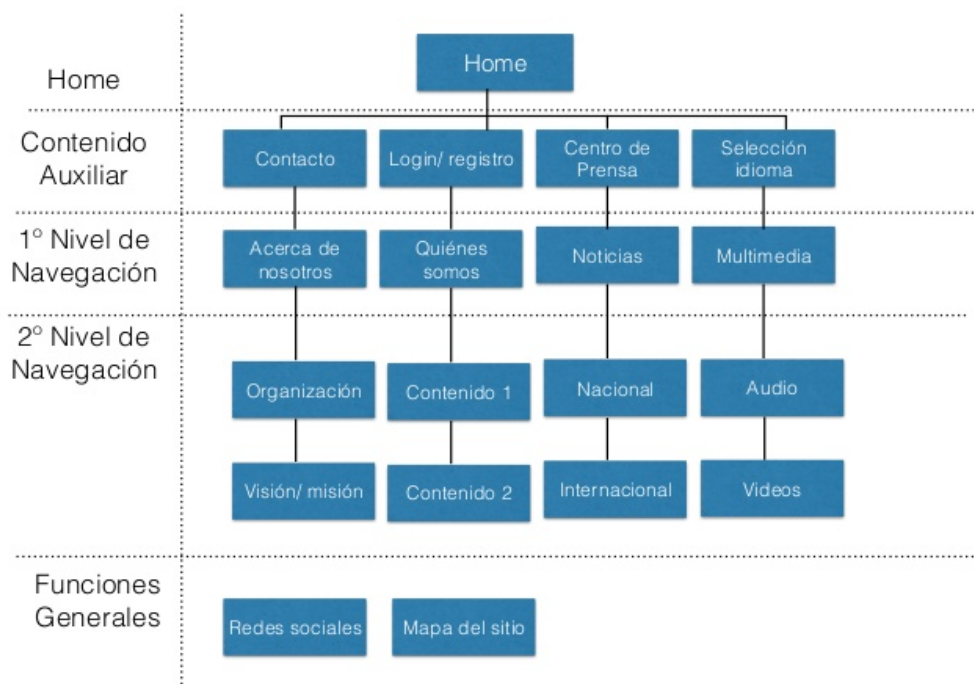 Home
Home
Contenido
Auxiliar
Contacto
Login/ registro
Centro de
Prensa
Selección
idioma
1º Nivel de
Navegación
Acerca de
nosotros
Quiénes
somos
Noticias
Multimedia
2º Nivel de
Navegación
Organización
Contenido 1
Nacional
Audio
Visión/ misión
Contenido 2
Internacional
Videos
Funciones
Generales
Redes sociales
Mapa del sitio